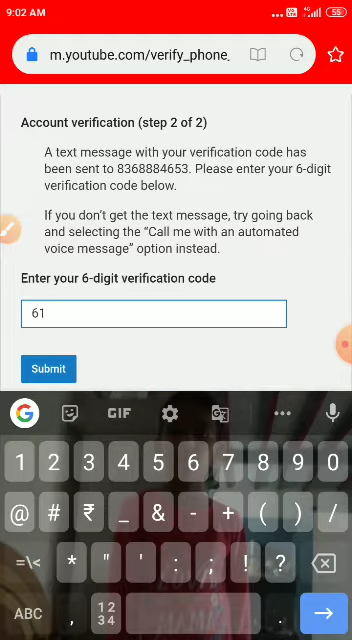 9:02 AM
4G 55
m.youtube.com/verify_phone_
Account verification (step 2 of 2)
A text message with your verification code has
been sent to 8368884653. Please enter your 6-digit
verification code below.
If you don't get the text message, try going back
and selecting the “Call me with an automated
voice message” option instead.
Enter your 6-digit verification code
61
Submit
G GIF
1 2 3 4 5 6 7 8 9 0
@ # ₹ _ & - + ( ) /
=\< * " ' : ; ! ?
ABC , 12 .
34